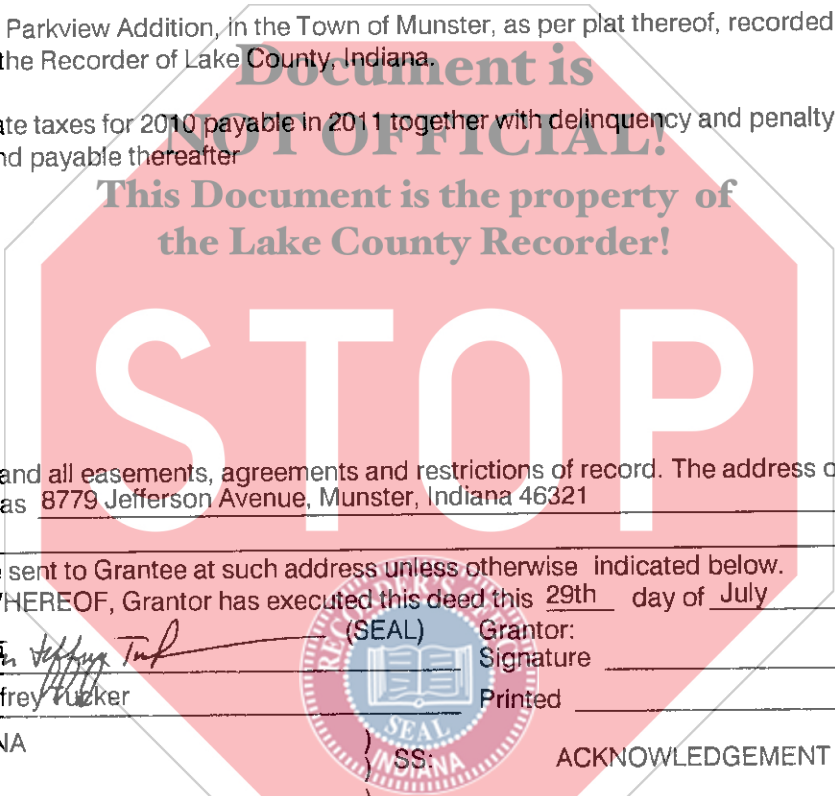 Parkview Addition, in the Town of Munster, as per plat thereof, recorded
the Recorder of Lake County, Indiana.
Document is
ate taxes for 2010 payable in 2011 together with delinquency and penalty
NOT OFFICIAL!
nd payable thereafter
This Document is the property of
the Lake County Recorder!
STOP
and all easements, agreements and restrictions of record. The address o
as 8779 Jefferson Avenue, Munster, Indiana 46321
e sent to Grantee at such address unless otherwise indicated below.
WHEREOF, Grantor has executed this deed this 29th day of July
(SEAL) Grantor:
n Jeffrey Signature
frey Tucker Printed
NA
SS: ACKNOWLEDGEMENT
SEAL
INDIANA